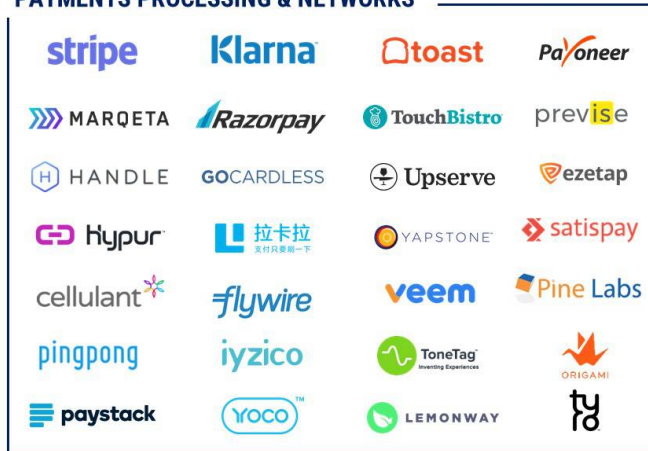 PAYMENTS PROCESSING & NETWORKS
stripe Klarna toast Payoneer
MARQETA Razorpay TouchBistro previse
H HANDLE GOCARDLESS Upserve ezetap
Hypur 拉卡拉 YAPSTONE satispay
支付只要刷一下
cellulant flywire veem Pine Labs
pingpong iyzico ToneTag
Inventing Experiences
ORIGAMI
paystack YOCO™ LEMONWAY tyro